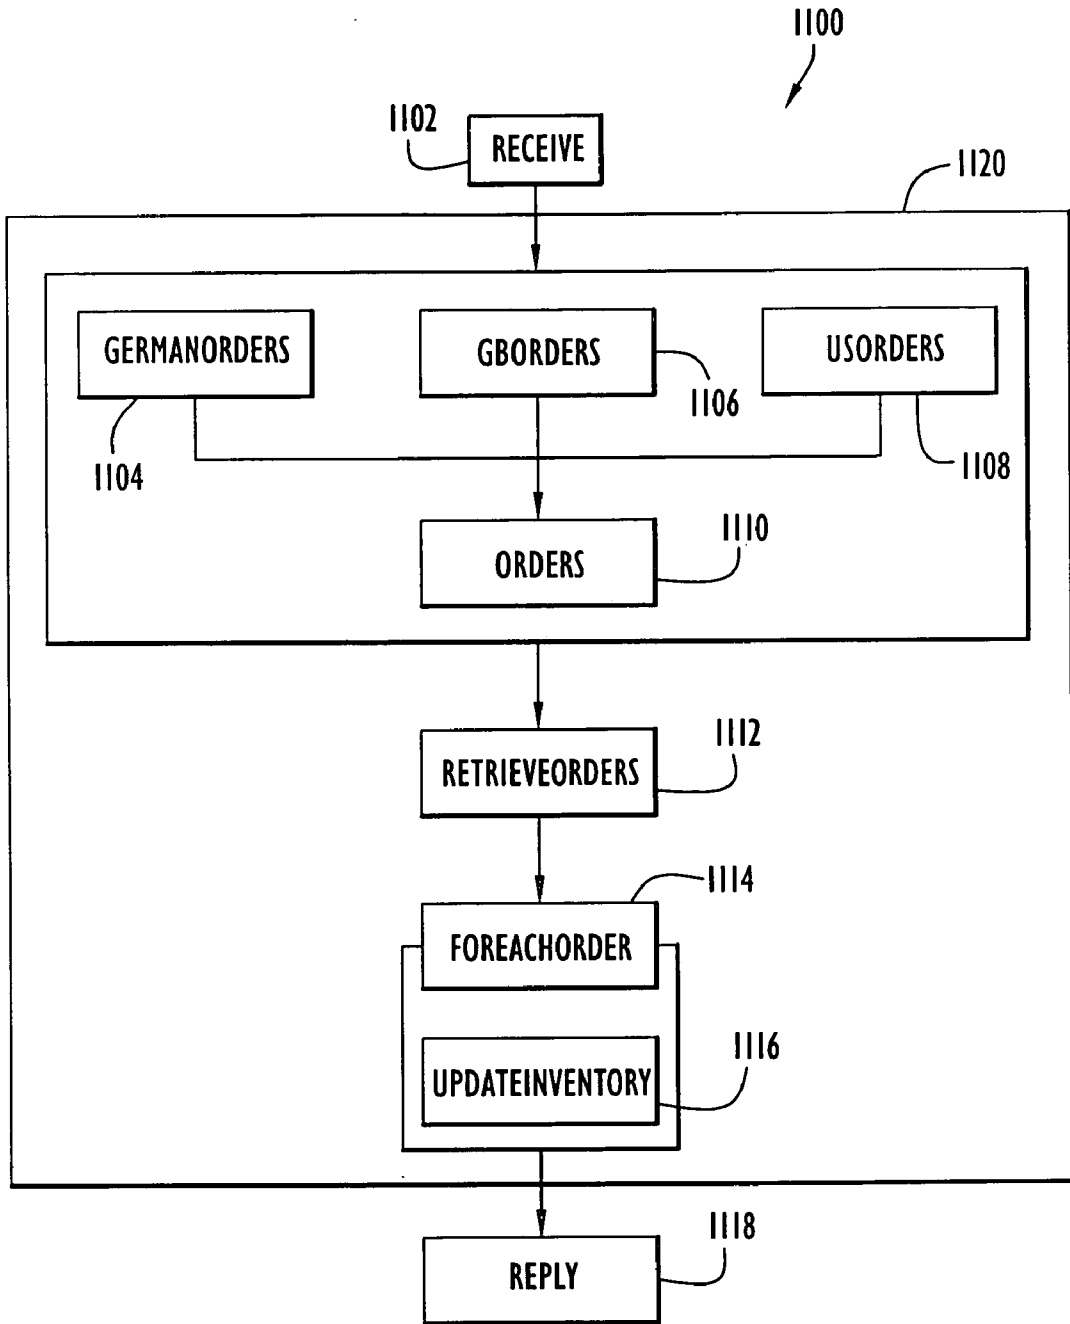 1100
1102
RECEIVE
1120
GERMANORDERS
GBORDERS
USORDERS
1106
1104
1108
1110
ORDERS
1112
RETRIEVEORDERS
1114
FOREACHORDER
1116
UPDATEINVENTORY
1118
REPLY